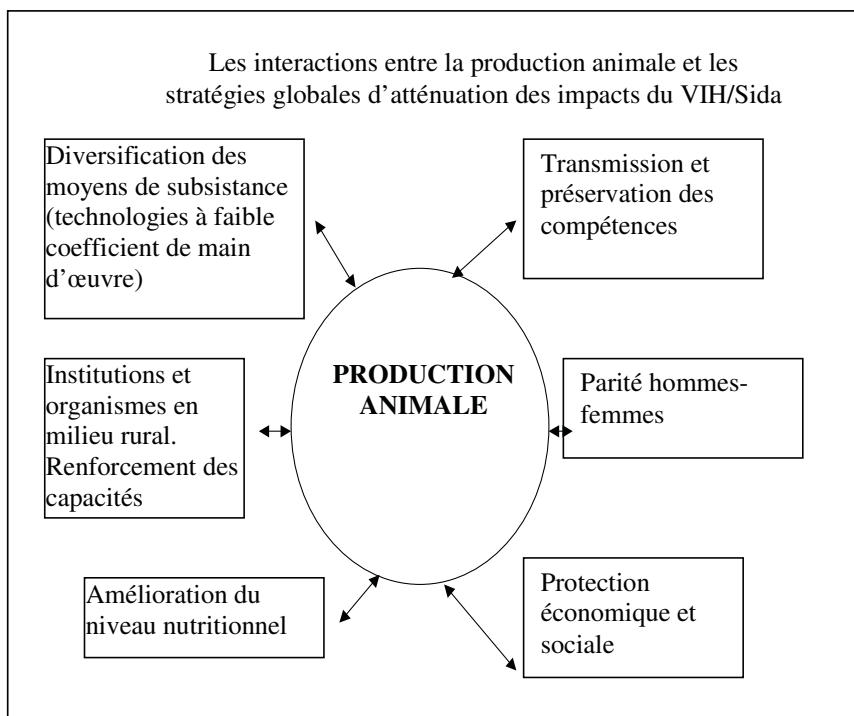 Les interactions entre la production animale et les
stratégies globales d’atténuation des impacts du VIH/Sida
Diversification des
moyens de subsistance
(technologies à faible
coefficient de main
d’œuvre)
Transmission et
préservation des
compétences
PRODUCTION
ANIMALE
Institutions et
organismes en
milieu rural.
Renforcement des
capacités
Parité hommes-
femmes
Amélioration du
niveau nutritionnel
Protection
économique et
sociale